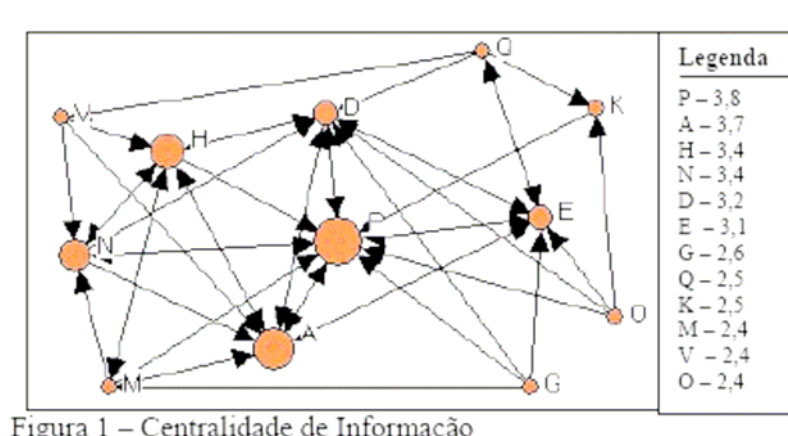 Q
V
D
K
H
P
E
N
O
A
M
G
Legenda
P – 3,8
A – 3,7
H – 3,4
N – 3,4
D – 3,2
E – 3,1
G – 2,6
Q – 2,5
K – 2,5
M – 2,4
V – 2,4
O – 2,4
Figura 1 – Centralidade de Informação